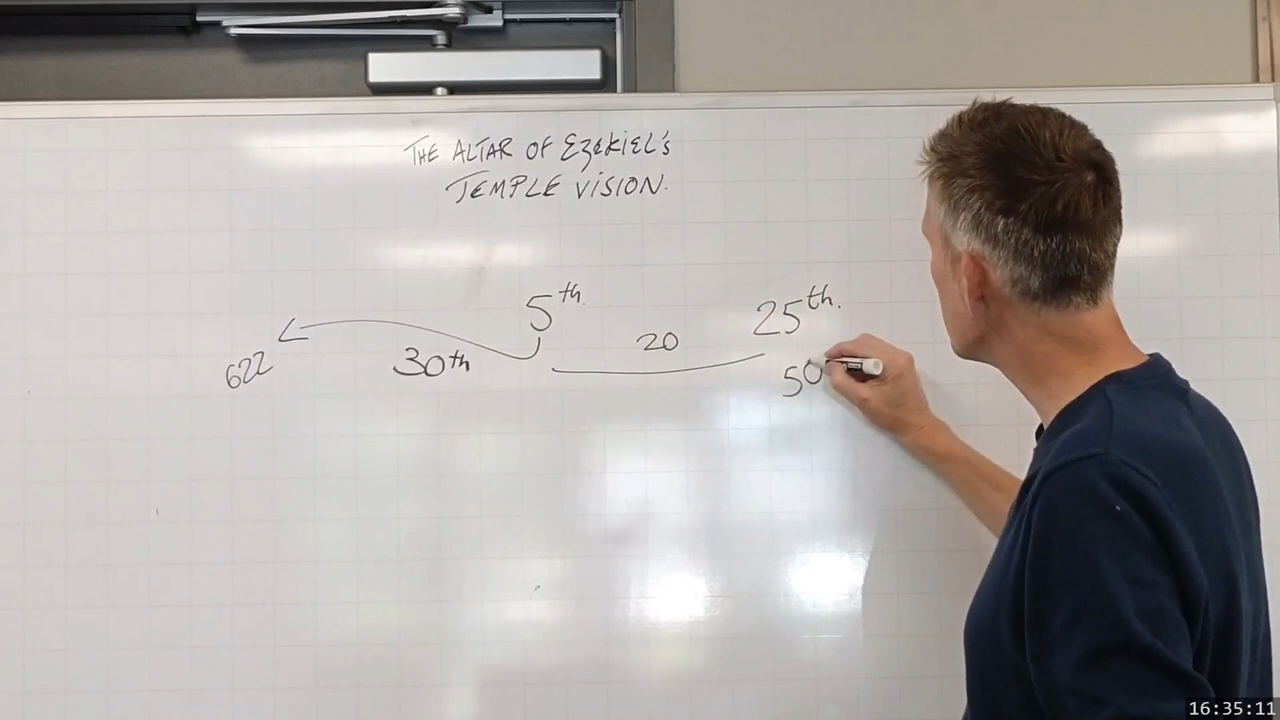 THE ALTAR OF EZEKIEL'S
TEMPLE VISION.
5th.
25th.
622
30th
20
50
16:35:11